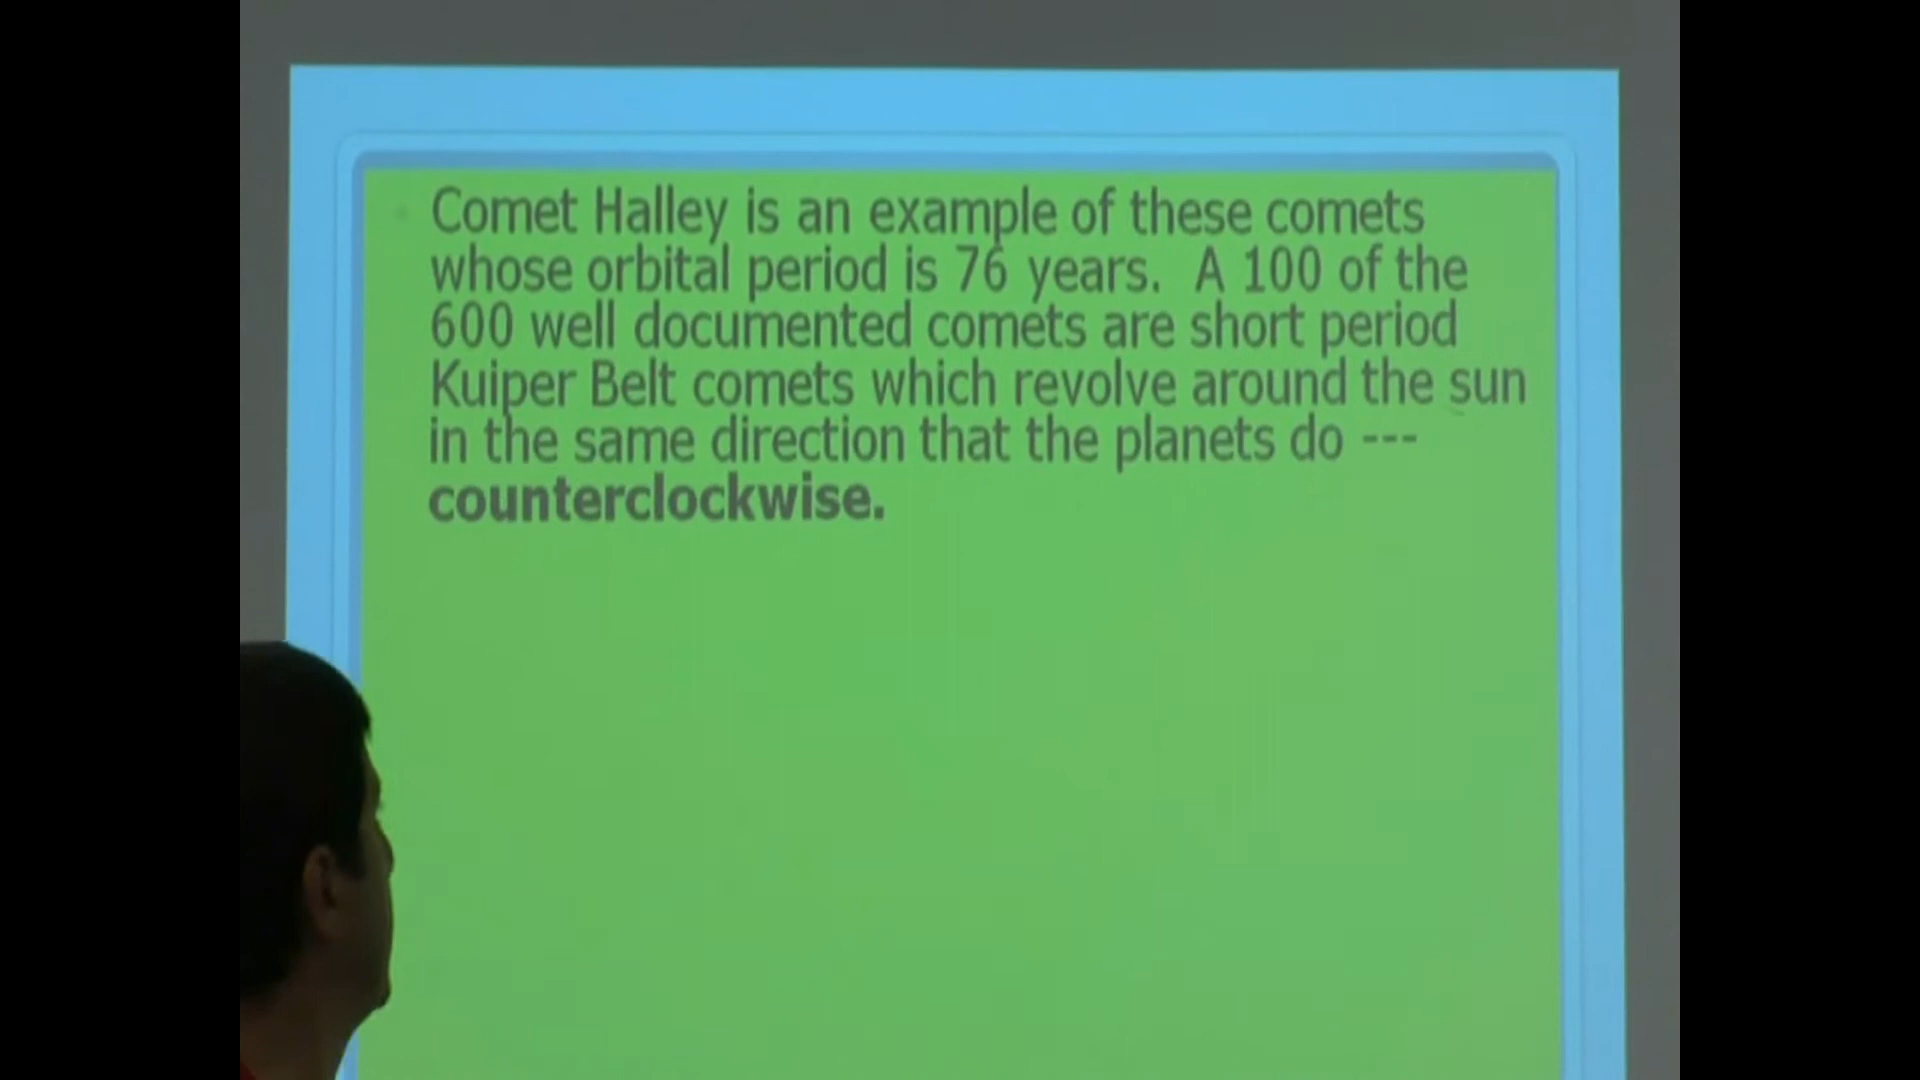 Comet Halley is an example of these comets
whose orbital period is 76 years.  A 100 of the
600 well documented comets are short period
Kuiper Belt comets which revolve around the sun
in the same direction that the planets do ---
counterclockwise.